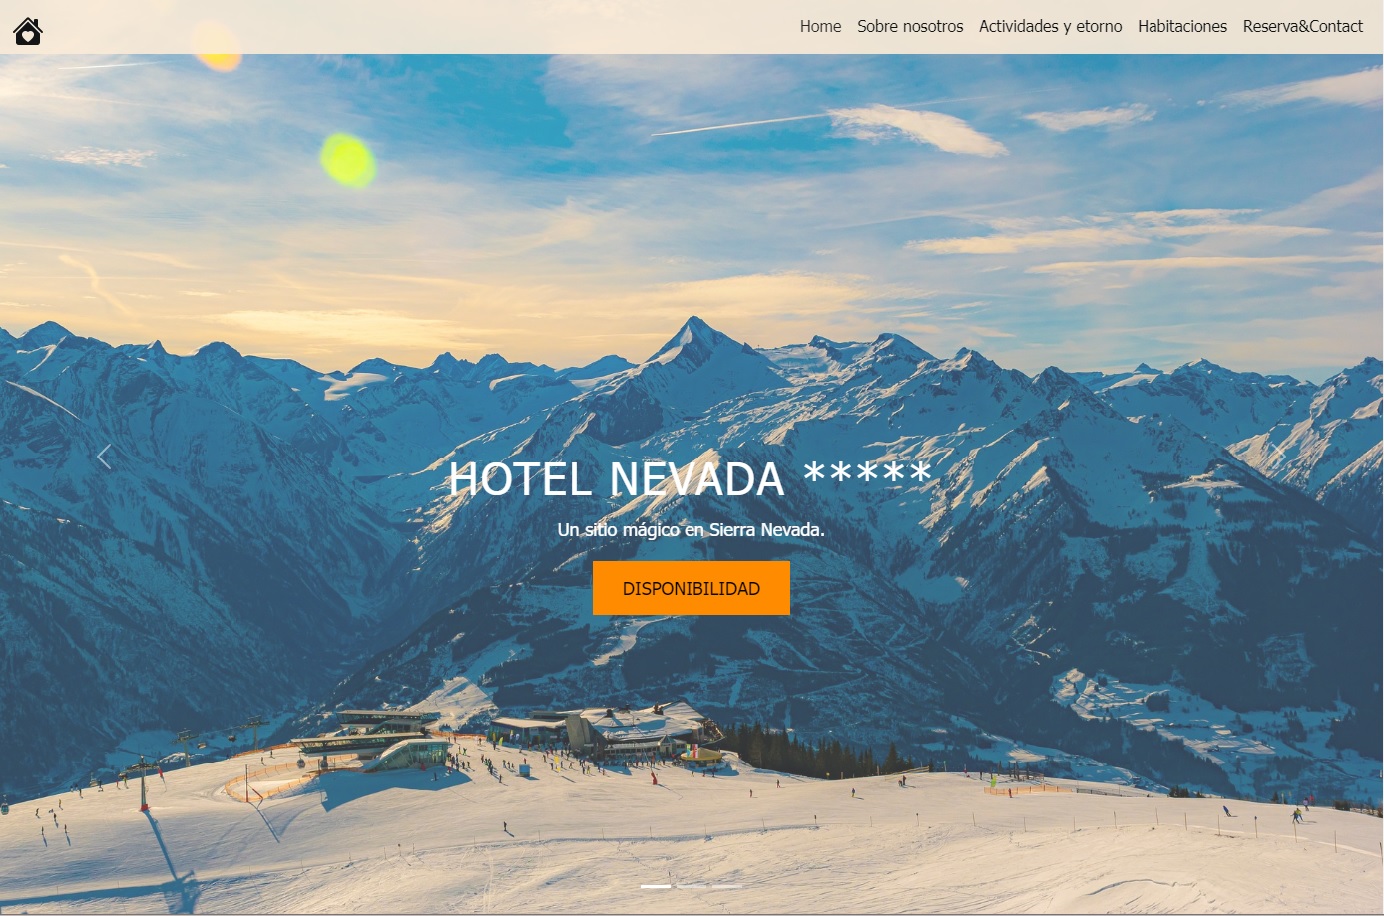 Home Sobre nosotros Actividades y etorno Habitaciones Reserva&Contact
HOTEL NEVADA *****
Un sitio mágico en Sierra Nevada.
DISPONIBILIDAD